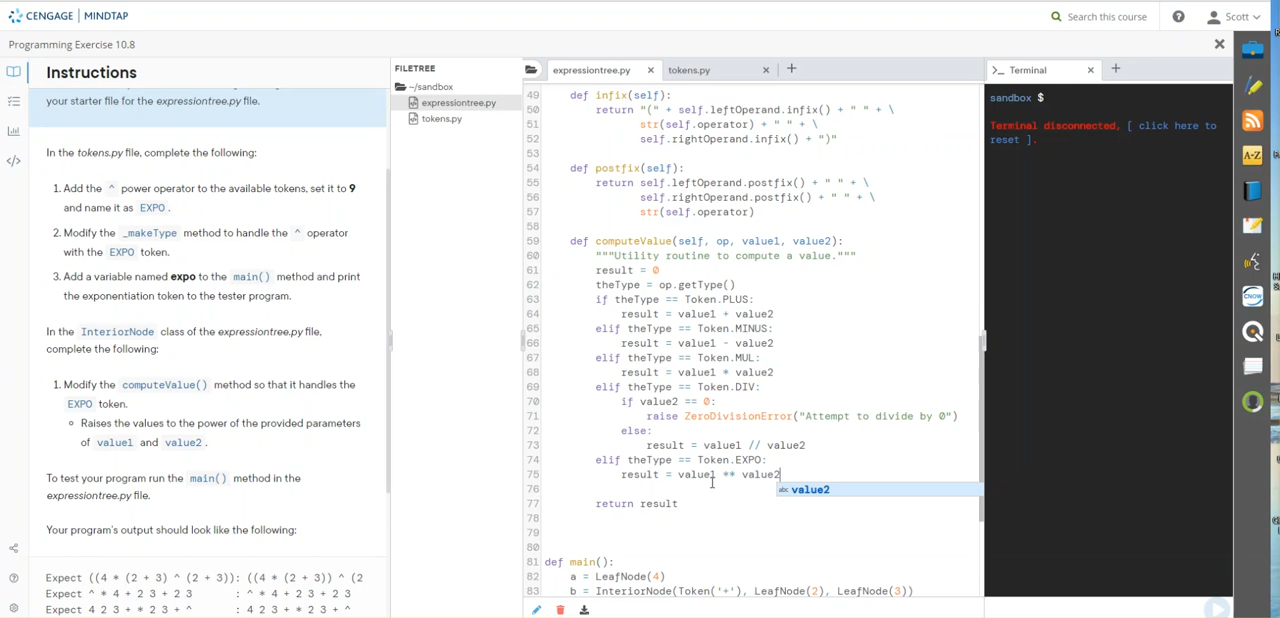 CENGAGE | MINDTAP
Search this course
Scott
Programming Exercise 10.8
Instructions
your starter file for the expressiontree.py file.
In the tokens.py file, complete the following:
1. Add the ^ power operator to the available tokens, set it to 9
and name it as EXPO.
2. Modify the _makeType method to handle the ^ operator
with the EXPO token.
3. Add a variable named expo to the main() method and print
the exponentiation token to the tester program.
In the InteriorNode class of the expressiontree.py file,
complete the following:
1. Modify the computeValue() method so that it handles the
EXPO token.
Raises the values to the power of the provided parameters
of value1 and value2.
To test your program run the main() method in the
expressiontree.py file.
Your program's output should look like the following:
Expect ((4 * (2 + 3) ^ (2 + 3)): ((4 * (2 + 3)) ^ (2
Expect ^ * 4 + 2 3 + 2 3 : ^ * 4 + 2 3 + 2 3
Expect 4 2 3 + * 2 3 + ^ : 4 2 3 + * 2 3 + ^
FILETREE
~/sandbox
expressiontree.py
tokens.py
expressiontree.py
tokens.py
49 def infix(self):
50 return "(" + self.leftOperand.infix() + " " + \
51 str(self.operator) + " " + \
52 self.rightOperand.infix() + ")"
53
54 def postfix(self):
55 return self.leftOperand.postfix() + " " + \
56 self.rightOperand.postfix() + " " + \
57 str(self.operator)
58
59 def computeValue(self, op, value1, value2):
60 """Utility routine to compute a value."""
61 result = 0
62 theType = op.getType()
63 if theType == Token.PLUS:
64 result = value1 + value2
65 elif theType == Token.MINUS:
66 result = value1 - value2
67 elif theType == Token.MUL:
68 result = value1 * value2
69 elif theType == Token.DIV:
70 if value2 == 0:
71 raise ZeroDivisionError("Attempt to divide by 0")
72 else:
73 result = value1 // value2
74 elif theType == Token.EXPO:
75 result = value1 ** value2
76
abc value2
77 return result
78
79
80
81 def main():
82 a = LeafNode(4)
83 b = InteriorNode(Token('+'), LeafNode(2), LeafNode(3))
Terminal
sandbox $
Terminal disconnected, [ click here to
reset ].
A-Z
CNOW